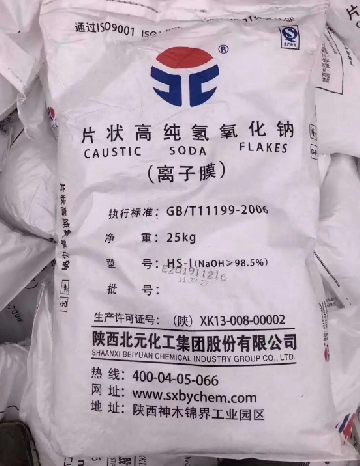 通过ISO9001 ISO
®
片状高纯氢氧化钠
CAUSTIC SODA FLAKES
(离子膜)
执行标准: GB/T11199-2006
净 重: 25kg
型 号: HS-I(NaOH≥98.5%)
批 号:
生产许可证号: (陕) XK13-008-00002
陕西北元化工集团股份有限公司
SHAANXI BEIYUAN CHEMICAL INDUSTRY GROUP CO., LTD.
热线: 400-04-05-066
网址: www.sxbychem.com
地址: 陕西神木锦界工业园区